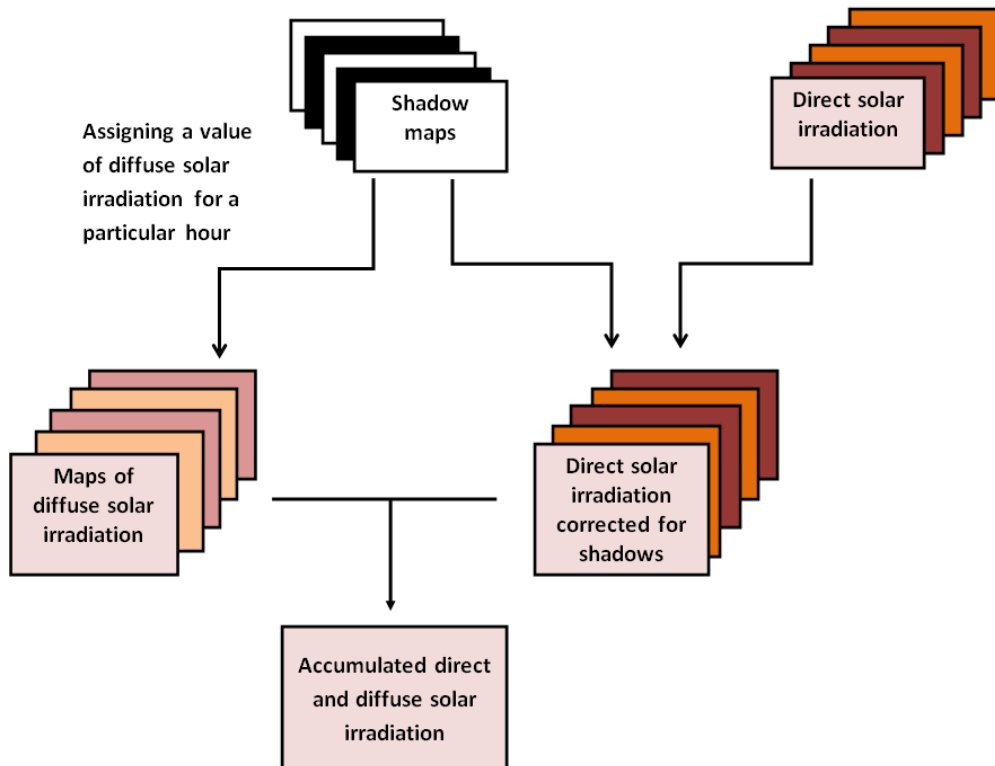 Shadow
maps
Direct solar
irradiation
Assigning a value
of diffuse solar
irradiation for a
particular hour
Maps of
diffuse solar
irradiation
Direct solar
irradiation
corrected for
shadows
Accumulated direct
and diffuse solar
irradiation